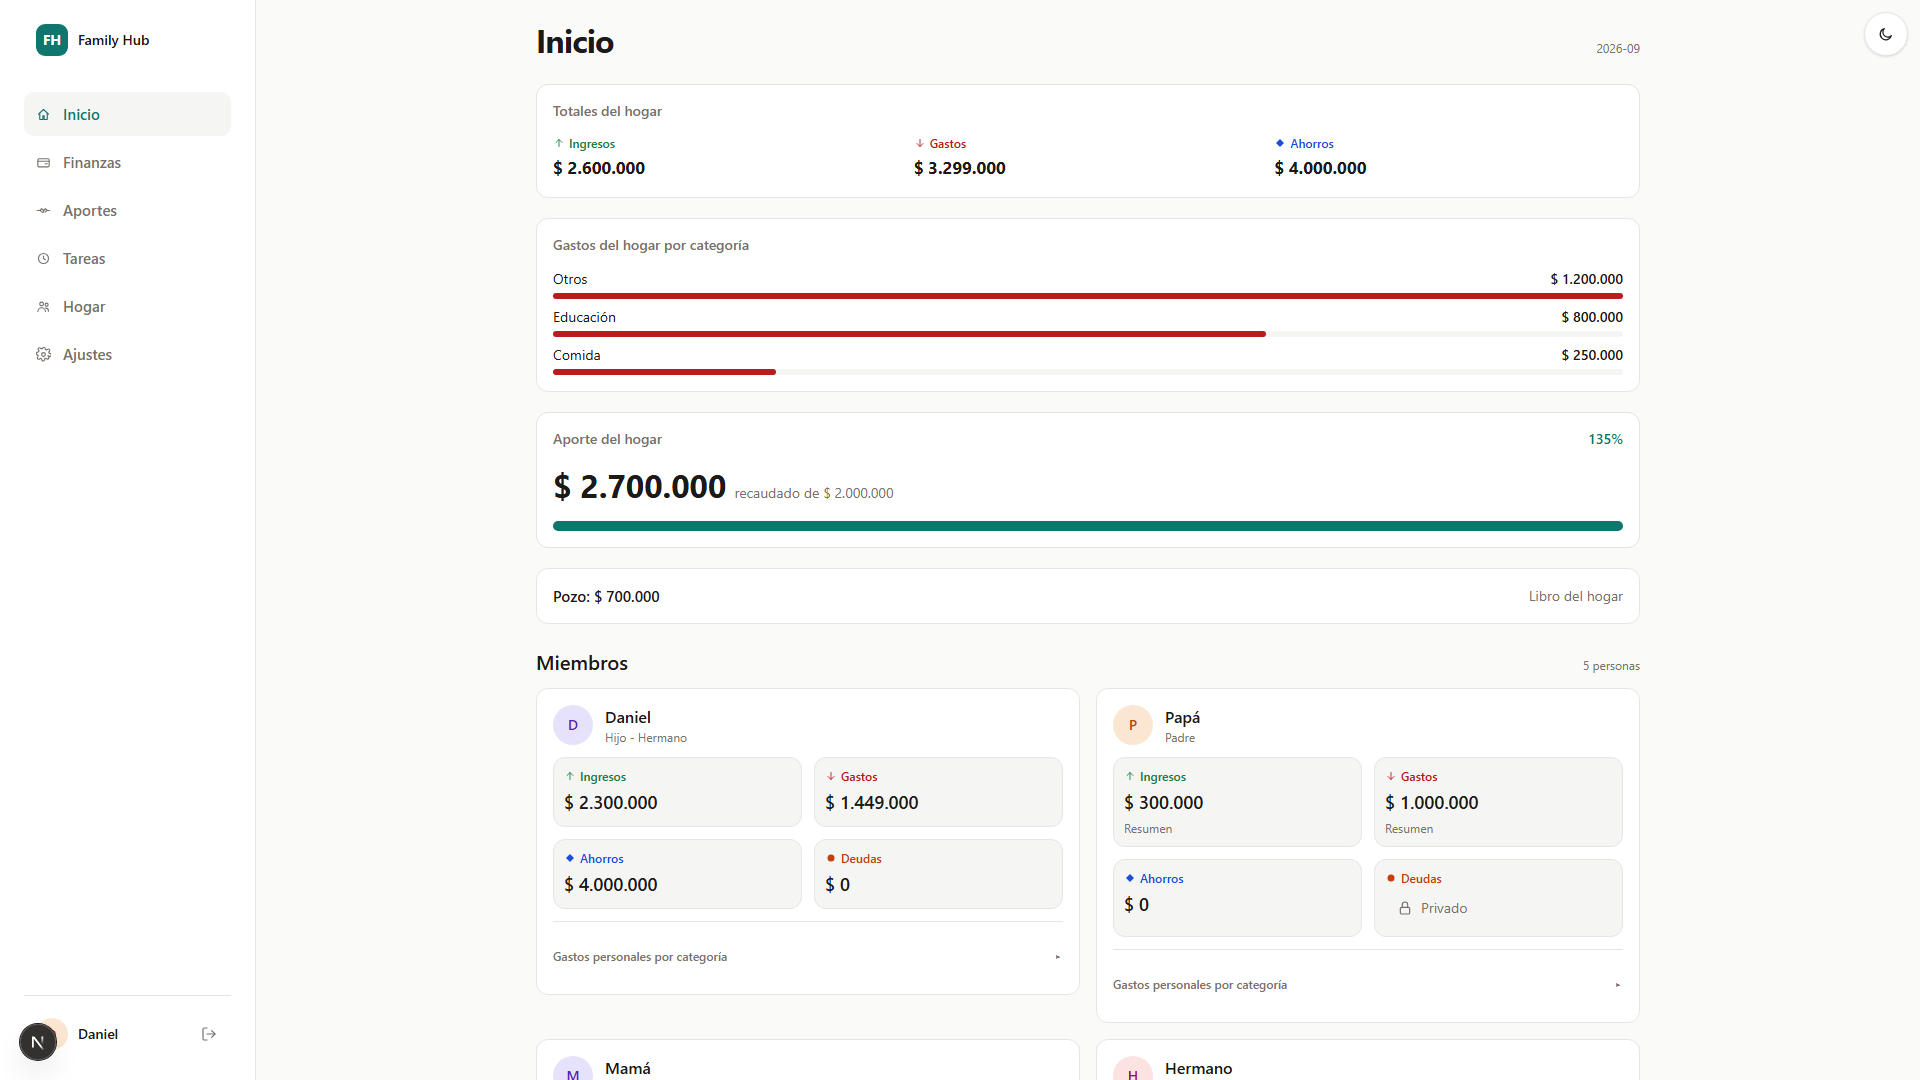 FH Family Hub
Inicio
Finanzas
Aportes
Tareas
Hogar
Ajustes
N Daniel
Inicio
2026-09
Totales del hogar
↑ Ingresos
$ 2.600.000
↓ Gastos
$ 3.299.000
Ahorros
$ 4.000.000
Gastos del hogar por categoría
Otros $ 1.200.000
Educación $ 800.000
Comida $ 250.000
Aporte del hogar 135%
$ 2.700.000 recaudado de $ 2.000.000
Pozo: $ 700.000 Libro del hogar
Miembros 5 personas
D Daniel
Hijo - Hermano
↑ Ingresos
$ 2.300.000
↓ Gastos
$ 1.449.000
Ahorros
$ 4.000.000
Deudas
$ 0
Gastos personales por categoría
P Papá
Padre
↑ Ingresos
$ 300.000
Resumen
↓ Gastos
$ 1.000.000
Resumen
Ahorros
$ 0
Deudas
Privado
Gastos personales por categoría
M Mamá
H Hermano